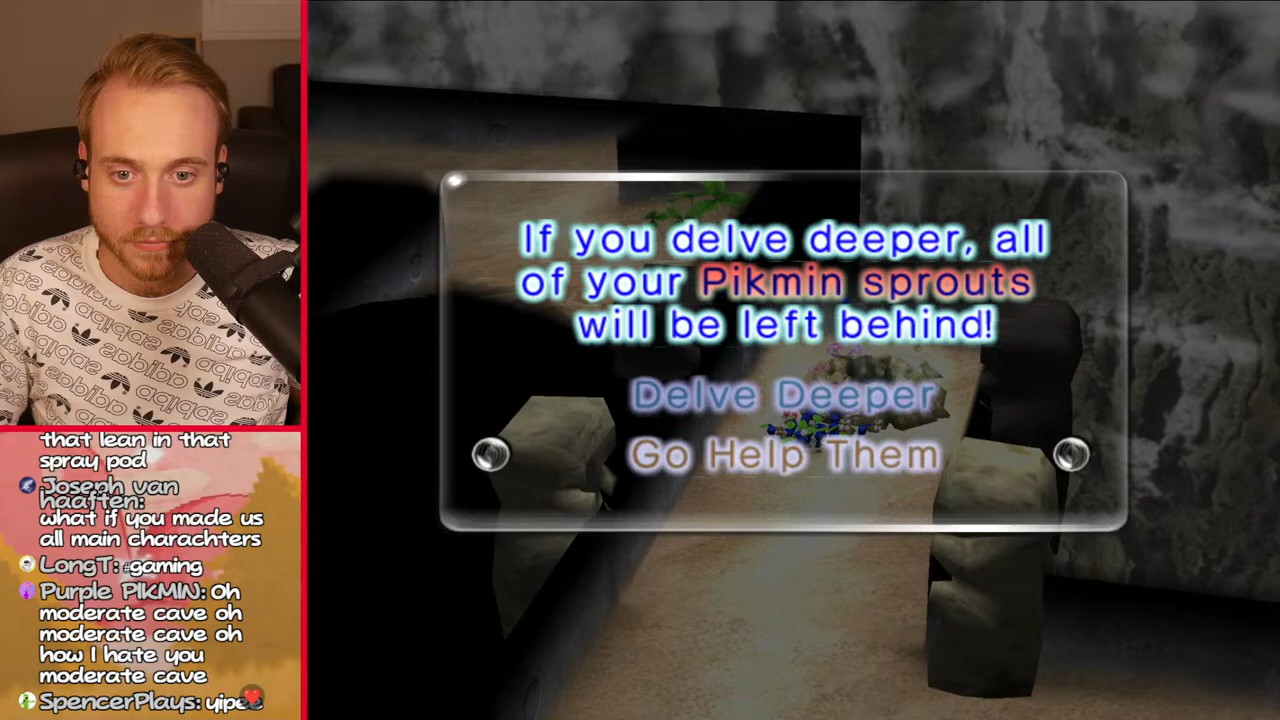 If you delve deeper, all
of your Pikmin sprouts
will be left behind!
Delve Deeper
Go Help Them
adidas
that lean in that
spray pod
Joseph van
haaften:
what if you made us
all main charachters
LongT: #gaming
Purple PIKMIN: Oh
moderate cave oh
moderate cave oh
how I hate you
moderate cave
SpencerPlays: yipee